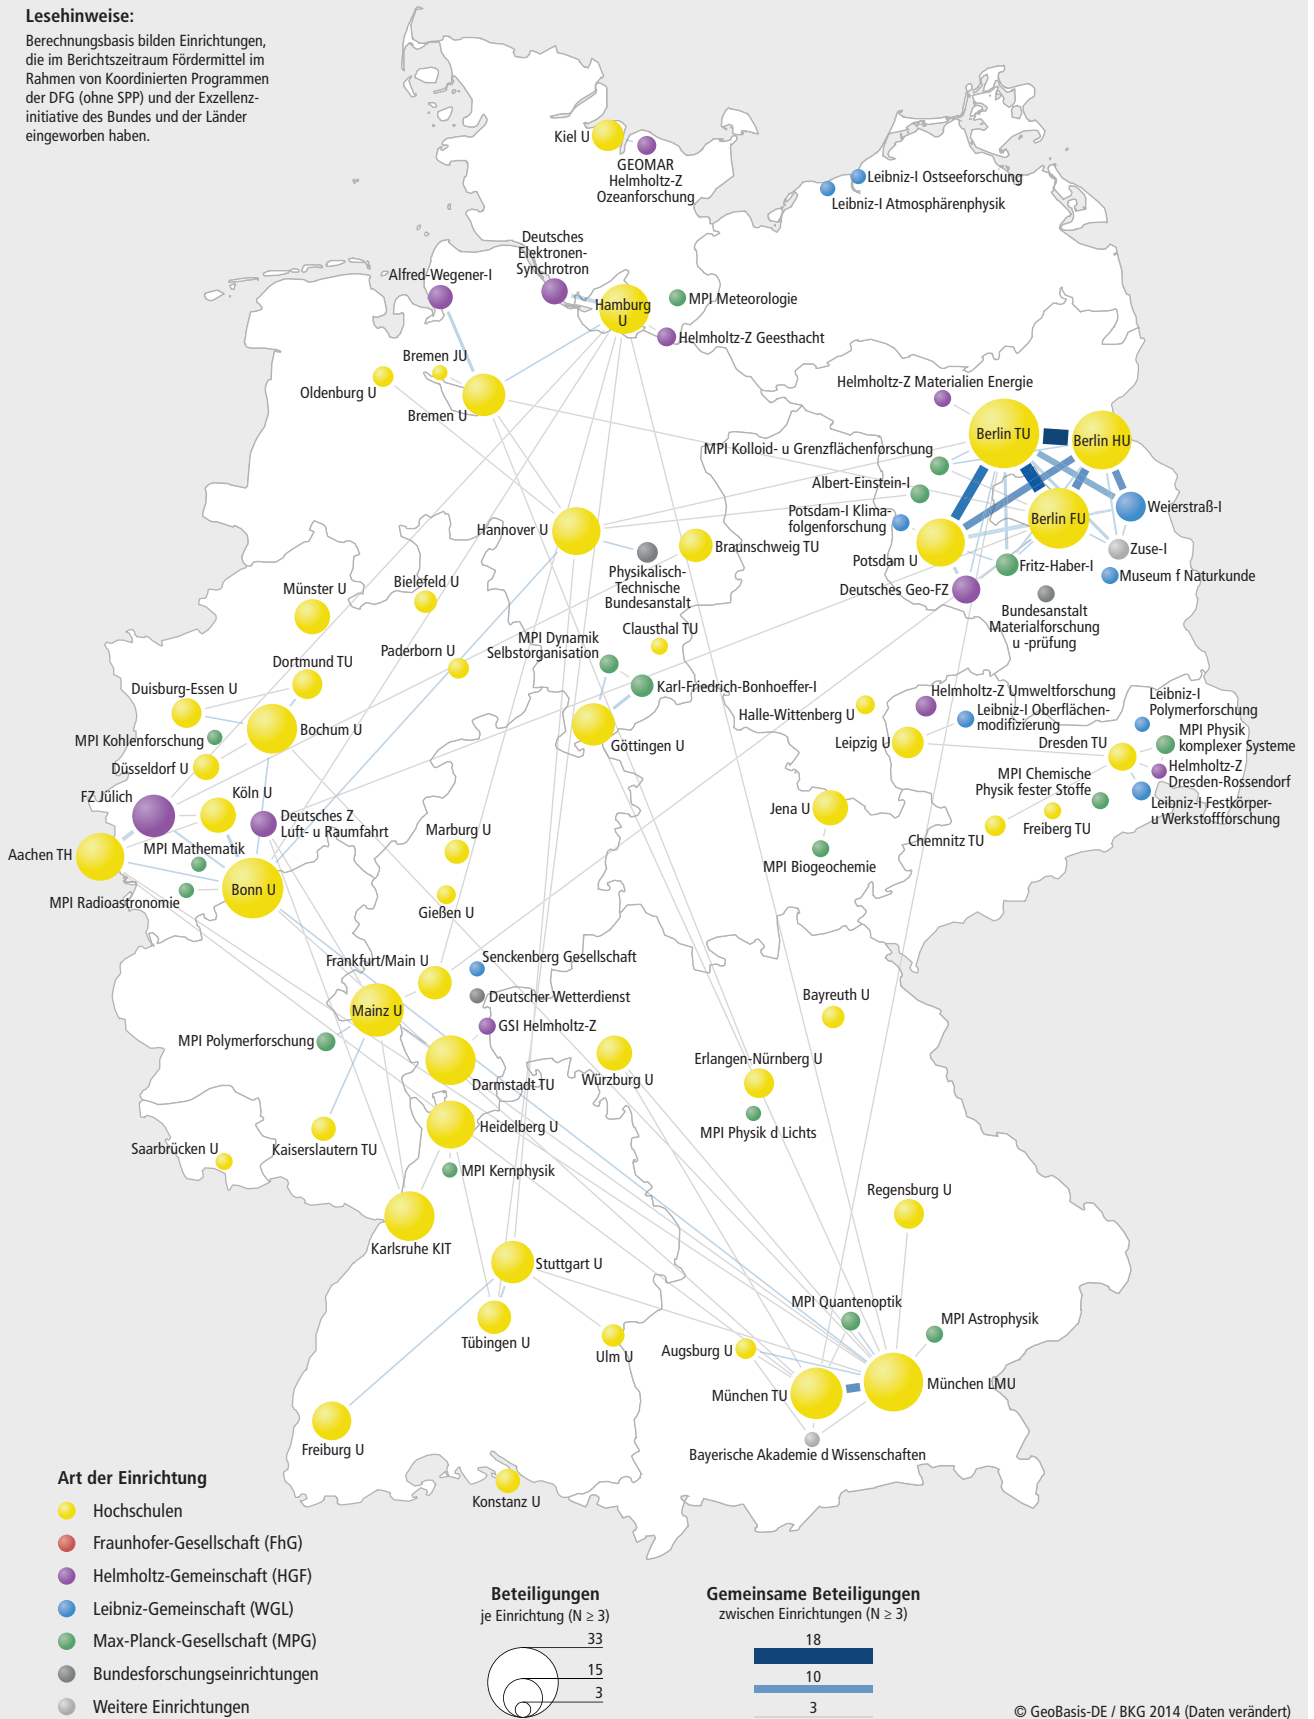 Lesehinweise:
Berechnungsbasis bilden Einrichtungen,
die im Berichtszeitraum Fördermittel im
Rahmen von Koordinierten Programmen
der DFG (ohne SPP) und der Exzellenz-
initiative des Bundes und der Länder
eingeworben haben.
Kiel U
GEOMAR
Helmholtz-Z
Ozeanforschung
Leibniz-I Ostseeforschung
Leibniz-I Atmosphärenphysik
Deutsches
Elektronen-
Synchrotron
Alfred-Wegener-I
Hamburg
U
MPI Meteorologie
Helmholtz-Z Geesthacht
Bremen JU
Oldenburg U
Bremen U
Helmholtz-Z Materialien Energie
Berlin TU
Berlin HU
MPI Kolloid- u Grenzflächenforschung
Albert-Einstein-I
Potsdam-I Klima-
folgenforschung
Weierstraß-I
Berlin FU
Hannover U
Braunschweig TU
Zuse-I
Potsdam U
Fritz-Haber-I
Museum f Naturkunde
Physikalisch-
Technische
Bundesanstalt
Deutsches Geo-FZ
Bundesanstalt
Materialforschung
u -prüfung
Münster U
Bielefeld U
Clausthal TU
MPI Dynamik
Selbstorganisation
Paderborn U
Dortmund TU
Karl-Friedrich-Bonhoeffer-I
Duisburg-Essen U
Helmholtz-Z Umweltforschung
Leibniz-I
Polymerforschung
Leibniz-I Oberflächen-
modifizierung
Halle-Wittenberg U
Bochum U
MPI Kohlenforschung
Göttingen U
Leipzig U
Dresden TU
MPI Physik
komplexer Systeme
Düsseldorf U
Helmholtz-Z
Dresden-Rossendorf
MPI Chemische
Physik fester Stoffe
FZ Jülich
Köln U
Leibniz-I Festkörper-
u Werkstoffforschung
Deutsches Z
Luft- u Raumfahrt
Jena U
Marburg U
Freiberg TU
Chemnitz TU
Aachen TH
MPI Mathematik
MPI Biogeochemie
Bonn U
MPI Radioastronomie
Gießen U
Frankfurt/Main U
Senckenberg Gesellschaft
Deutscher Wetterdienst
Bayreuth U
Mainz U
GSI Helmholtz-Z
MPI Polymerforschung
Erlangen-Nürnberg U
Würzburg U
Darmstadt TU
Heidelberg U
MPI Physik d Lichts
Saarbrücken U
Kaiserslautern TU
MPI Kernphysik
Regensburg U
Karlsruhe KIT
Stuttgart U
MPI Quantenoptik
MPI Astrophysik
Tübingen U
Ulm U
Augsburg U
München TU
München LMU
Freiburg U
Bayerische Akademie d Wissenschaften
Konstanz U
Art der Einrichtung
Hochschulen
Fraunhofer-Gesellschaft (FhG)
Helmholtz-Gemeinschaft (HGF)
Leibniz-Gemeinschaft (WGL)
Max-Planck-Gesellschaft (MPG)
Bundesforschungseinrichtungen
Weitere Einrichtungen
Beteiligungen
je Einrichtung (N ≥ 3)
33
15
3
Gemeinsame Beteiligungen
zwischen Einrichtungen (N ≥ 3)
18
10
3
© GeoBasis-DE / BKG 2014 (Daten verändert)